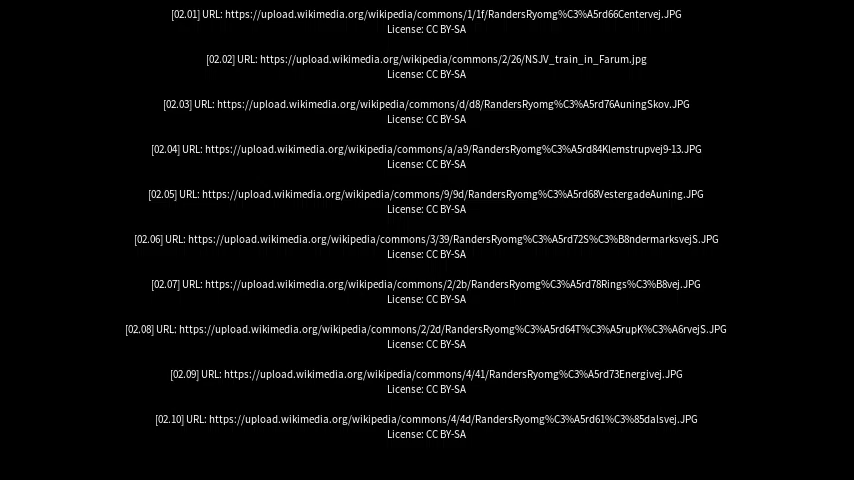 [02.01] URL: https://upload.wikimedia.org/wikipedia/commons/1/1f/RandersRyomg%C3%A5rd66Centervej.JPG
License: CC BY-SA
[02.02] URL: https://upload.wikimedia.org/wikipedia/commons/2/26/NSJV_train_in_Farum.jpg
License: CC BY-SA
[02.03] URL: https://upload.wikimedia.org/wikipedia/commons/d/d8/RandersRyomg%C3%A5rd76AuningSkov.JPG
License: CC BY-SA
[02.04] URL: https://upload.wikimedia.org/wikipedia/commons/a/a9/RandersRyomg%C3%A5rd84Klemstrupvej9-13.JPG
License: CC BY-SA
[02.05] URL: https://upload.wikimedia.org/wikipedia/commons/9/9d/RandersRyomg%C3%A5rd68VestergadeAuning.JPG
License: CC BY-SA
[02.06] URL: https://upload.wikimedia.org/wikipedia/commons/3/39/RandersRyomg%C3%A5rd72S%C3%B8ndermarksvejS.JPG
License: CC BY-SA
[02.07] URL: https://upload.wikimedia.org/wikipedia/commons/2/2b/RandersRyomg%C3%A5rd78Rings%C3%B8vej.JPG
License: CC BY-SA
[02.08] URL: https://upload.wikimedia.org/wikipedia/commons/2/2d/RandersRyomg%C3%A5rd64T%C3%A5rupK%C3%A6rvejS.JPG
License: CC BY-SA
[02.09] URL: https://upload.wikimedia.org/wikipedia/commons/4/41/RandersRyomg%C3%A5rd73Energivej.JPG
License: CC BY-SA
[02.10] URL: https://upload.wikimedia.org/wikipedia/commons/4/4d/RandersRyomg%C3%A5rd61%C3%85dalsvej.JPG
License: CC BY-SA